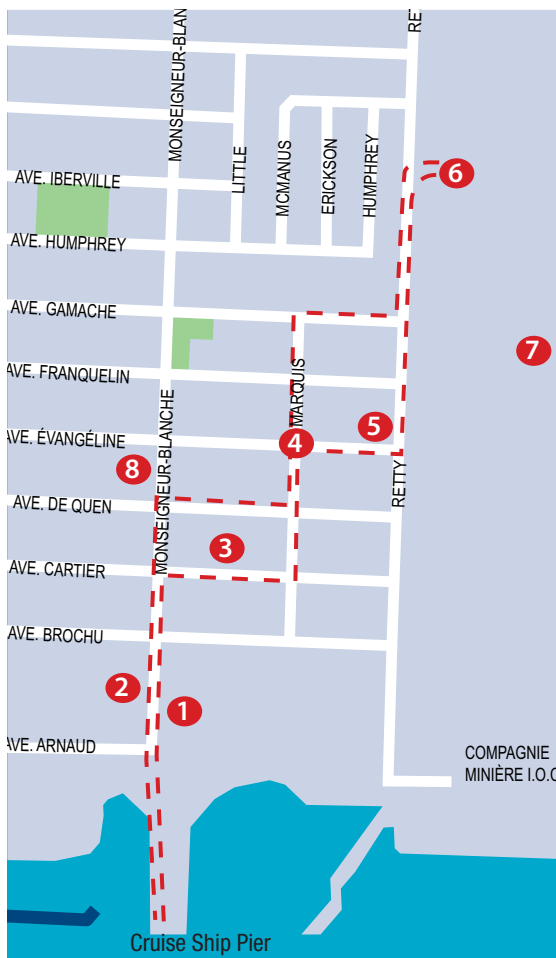 RE
MONSEIGNEUR-BLAN
AVE. IBERVILLE
LITTLE
MCMANUS
ERICKSON
HUMPHREY
6
AVE. HUMPHREY
AVE. GAMACHE
7
AVE. FRANQUELIN
MARQUIS
5
AVE. ÉVANGÉLINE
4
8
MONSEIGNEUR-BLANCHE
RETTY
AVE. DE QUEN
3
AVE. CARTIER
AVE. BROCHU
2
1
AVE. ARNAUD
COMPAGNIE
MINIÈRE I.O.C
Cruise Ship Pier